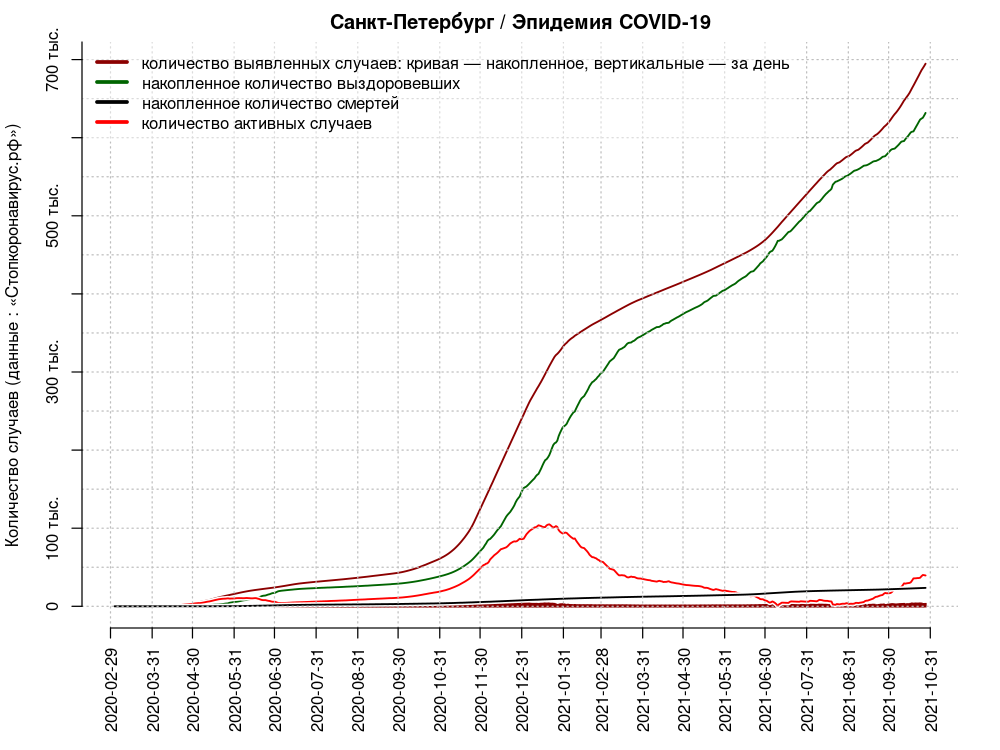 Санкт-Петербург / Эпидемия COVID-19
количество выявленных случаев: кривая — накопленное, вертикальные — за день
накопленное количество выздоровевших
накопленное количество смертей
количество активных случаев
Количество случаев (данные : «Стопкоронавирус.рф»)
700 тыс.
500 тыс.
300 тыс.
100 тыс.
0
2020-02-29
2020-03-31
2020-04-30
2020-05-31
2020-06-30
2020-07-31
2020-08-31
2020-09-30
2020-10-31
2020-11-30
2020-12-31
2021-01-31
2021-02-28
2021-03-31
2021-04-30
2021-05-31
2021-06-30
2021-07-31
2021-08-31
2021-09-30
2021-10-31